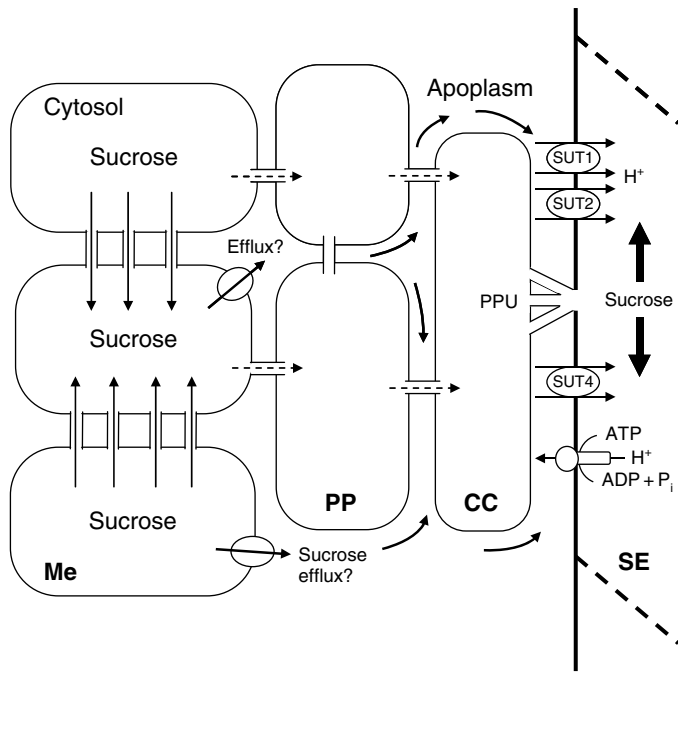 Cytosol
Sucrose
Apoplasm
SUT1
H⁺
SUT2
Efflux?
PPU
Sucrose
Sucrose
SUT4
ATP
H⁺
ADP + Pᵢ
PP
CC
Sucrose
Sucrose
efflux?
Me
SE